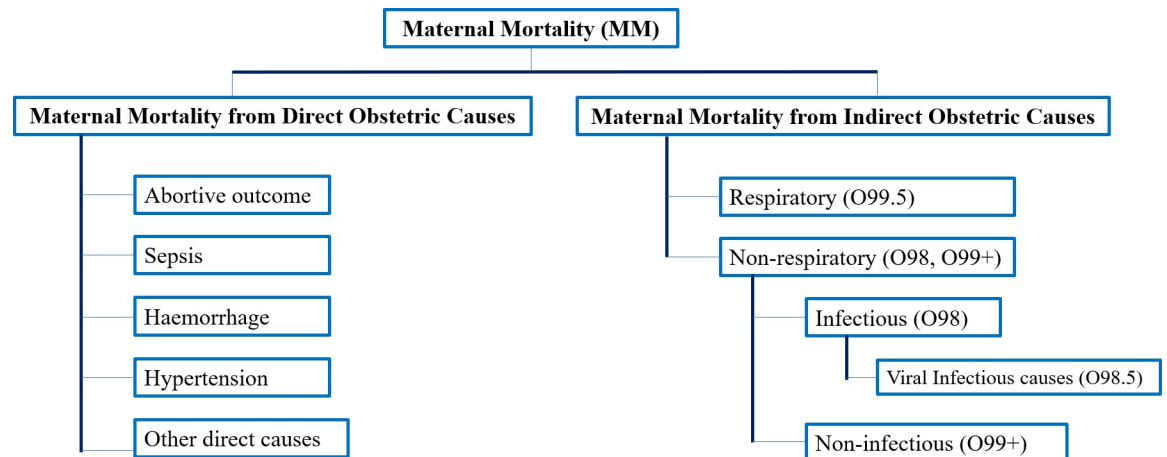 Maternal Mortality (MM)
Maternal Mortality from Direct Obstetric Causes
Abortive outcome
Sepsis
Haemorrhage
Hypertension
Other direct causes
Maternal Mortality from Indirect Obstetric Causes
Respiratory (O99.5)
Non-respiratory (O98, O99+)
Infectious (O98)
Viral Infectious causes (O98.5)
Non-infectious (O99+)